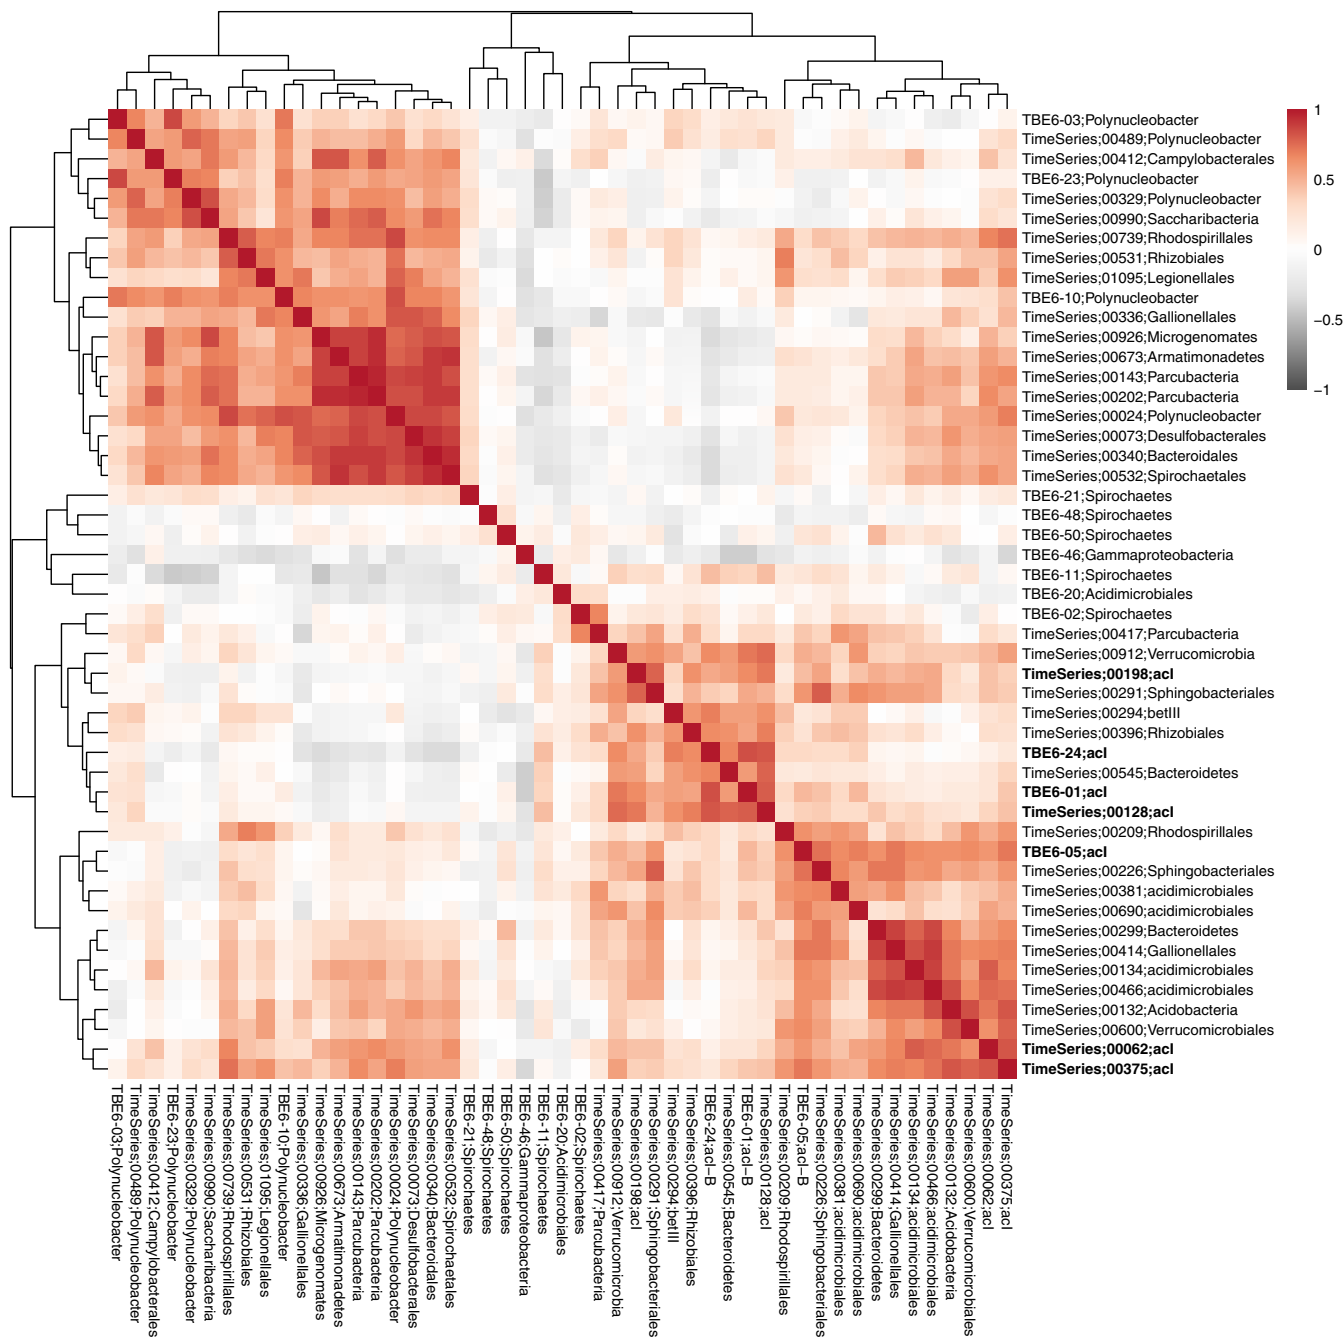 TBE6-03;Polynucleobacter
TimeSeries;00489;Polynucleobacter
TimeSeries;00412;Campylobacterales
TBE6-23;Polynucleobacter
TimeSeries;00329;Polynucleobacter
TimeSeries;00990;Saccharibacteria
TimeSeries;00739;Rhodospirillales
TimeSeries;00531;Rhizobiales
TimeSeries;01095;Legionellales
TBE6-10;Polynucleobacter
TimeSeries;00336;Gallionellales
TimeSeries;00926;Microgenomates
TimeSeries;00673;Armatimonadetes
TimeSeries;00143;Parcubacteria
TimeSeries;00202;Parcubacteria
TimeSeries;00024;Polynucleobacter
TimeSeries;00073;Desulfobacterales
TimeSeries;00340;Bacteroidales
TimeSeries;00532;Spirochaetales
TBE6-21;Spirochaetes
TBE6-48;Spirochaetes
TBE6-50;Spirochaetes
TBE6-46;Gammaproteobacteria
TBE6-11;Spirochaetes
TBE6-20;Acidimicrobiales
TBE6-02;Spirochaetes
TimeSeries;00417;Parcubacteria
TimeSeries;00912;Verrucomicrobia
TimeSeries;00198;acI
TimeSeries;00291;Sphingobacteriales
TimeSeries;00294;betIII
TimeSeries;00396;Rhizobiales
TBE6-24;acI
TimeSeries;00545;Bacteroidetes
TBE6-01;acI
TimeSeries;00128;acI
TimeSeries;00209;Rhodospirillales
TBE6-05;acI
TimeSeries;00226;Sphingobacteriales
TimeSeries;00381;acidimicrobiales
TimeSeries;00690;acidimicrobiales
TimeSeries;00299;Bacteroidetes
TimeSeries;00414;Gallionellales
TimeSeries;00134;acidimicrobiales
TimeSeries;00466;acidimicrobiales
TimeSeries;00132;Acidobacteria
TimeSeries;00600;Verrucomicrobiales
TimeSeries;00062;acI
TimeSeries;00375;acI
1
0.5
0
−0.5
−1
TBE6-03;Polynucleobacter
TimeSeries;00489;Polynucleobacter
TimeSeries;00412;Campylobacterales
TBE6-23;Polynucleobacter
TimeSeries;00329;Polynucleobacter
TimeSeries;00990;Saccharibacteria
TimeSeries;00739;Rhodospirillales
TimeSeries;00531;Rhizobiales
TimeSeries;01095;Legionellales
TBE6-10;Polynucleobacter
TimeSeries;00336;Gallionellales
TimeSeries;00926;Microgenomates
TimeSeries;00673;Armatimonadetes
TimeSeries;00143;Parcubacteria
TimeSeries;00202;Parcubacteria
TimeSeries;00024;Polynucleobacter
TimeSeries;00073;Desulfobacterales
TimeSeries;00340;Bacteroidales
TimeSeries;00532;Spirochaetales
TBE6-21;Spirochaetes
TBE6-48;Spirochaetes
TBE6-50;Spirochaetes
TBE6-46;Gammaproteobacteria
TBE6-11;Spirochaetes
TBE6-20;Acidimicrobiales
TBE6-02;Spirochaetes
TimeSeries;00417;Parcubacteria
TimeSeries;00912;Verrucomicrobia
TimeSeries;00198;acI
TimeSeries;00291;Sphingobacteriales
TimeSeries;00294;betIII
TimeSeries;00396;Rhizobiales
TBE6-24;acI−B
TimeSeries;00545;Bacteroidetes
TBE6-01;acI−B
TimeSeries;00128;acI
TimeSeries;00209;Rhodospirillales
TBE6-05;acI−B
TimeSeries;00226;Sphingobacteriales
TimeSeries;00381;acidimicrobiales
TimeSeries;00690;acidimicrobiales
TimeSeries;00299;Bacteroidetes
TimeSeries;00414;Gallionellales
TimeSeries;00134;acidimicrobiales
TimeSeries;00466;acidimicrobiales
TimeSeries;00132;Acidobacteria
TimeSeries;00600;Verrucomicrobiales
TimeSeries;00062;acI
TimeSeries;00375;acI